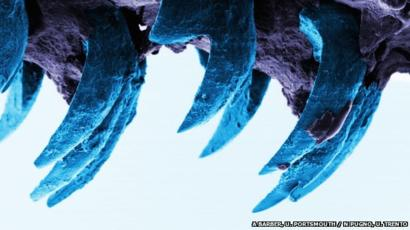 A BARBER, U. PORTSMOUTH / N PUGNO, U. TRENTO